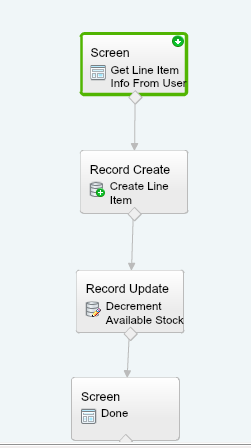 Screen
Get Line Item
Info From User
Record Create
Create Line
Item
Record Update
Decrement
Available Stock
Screen
Done